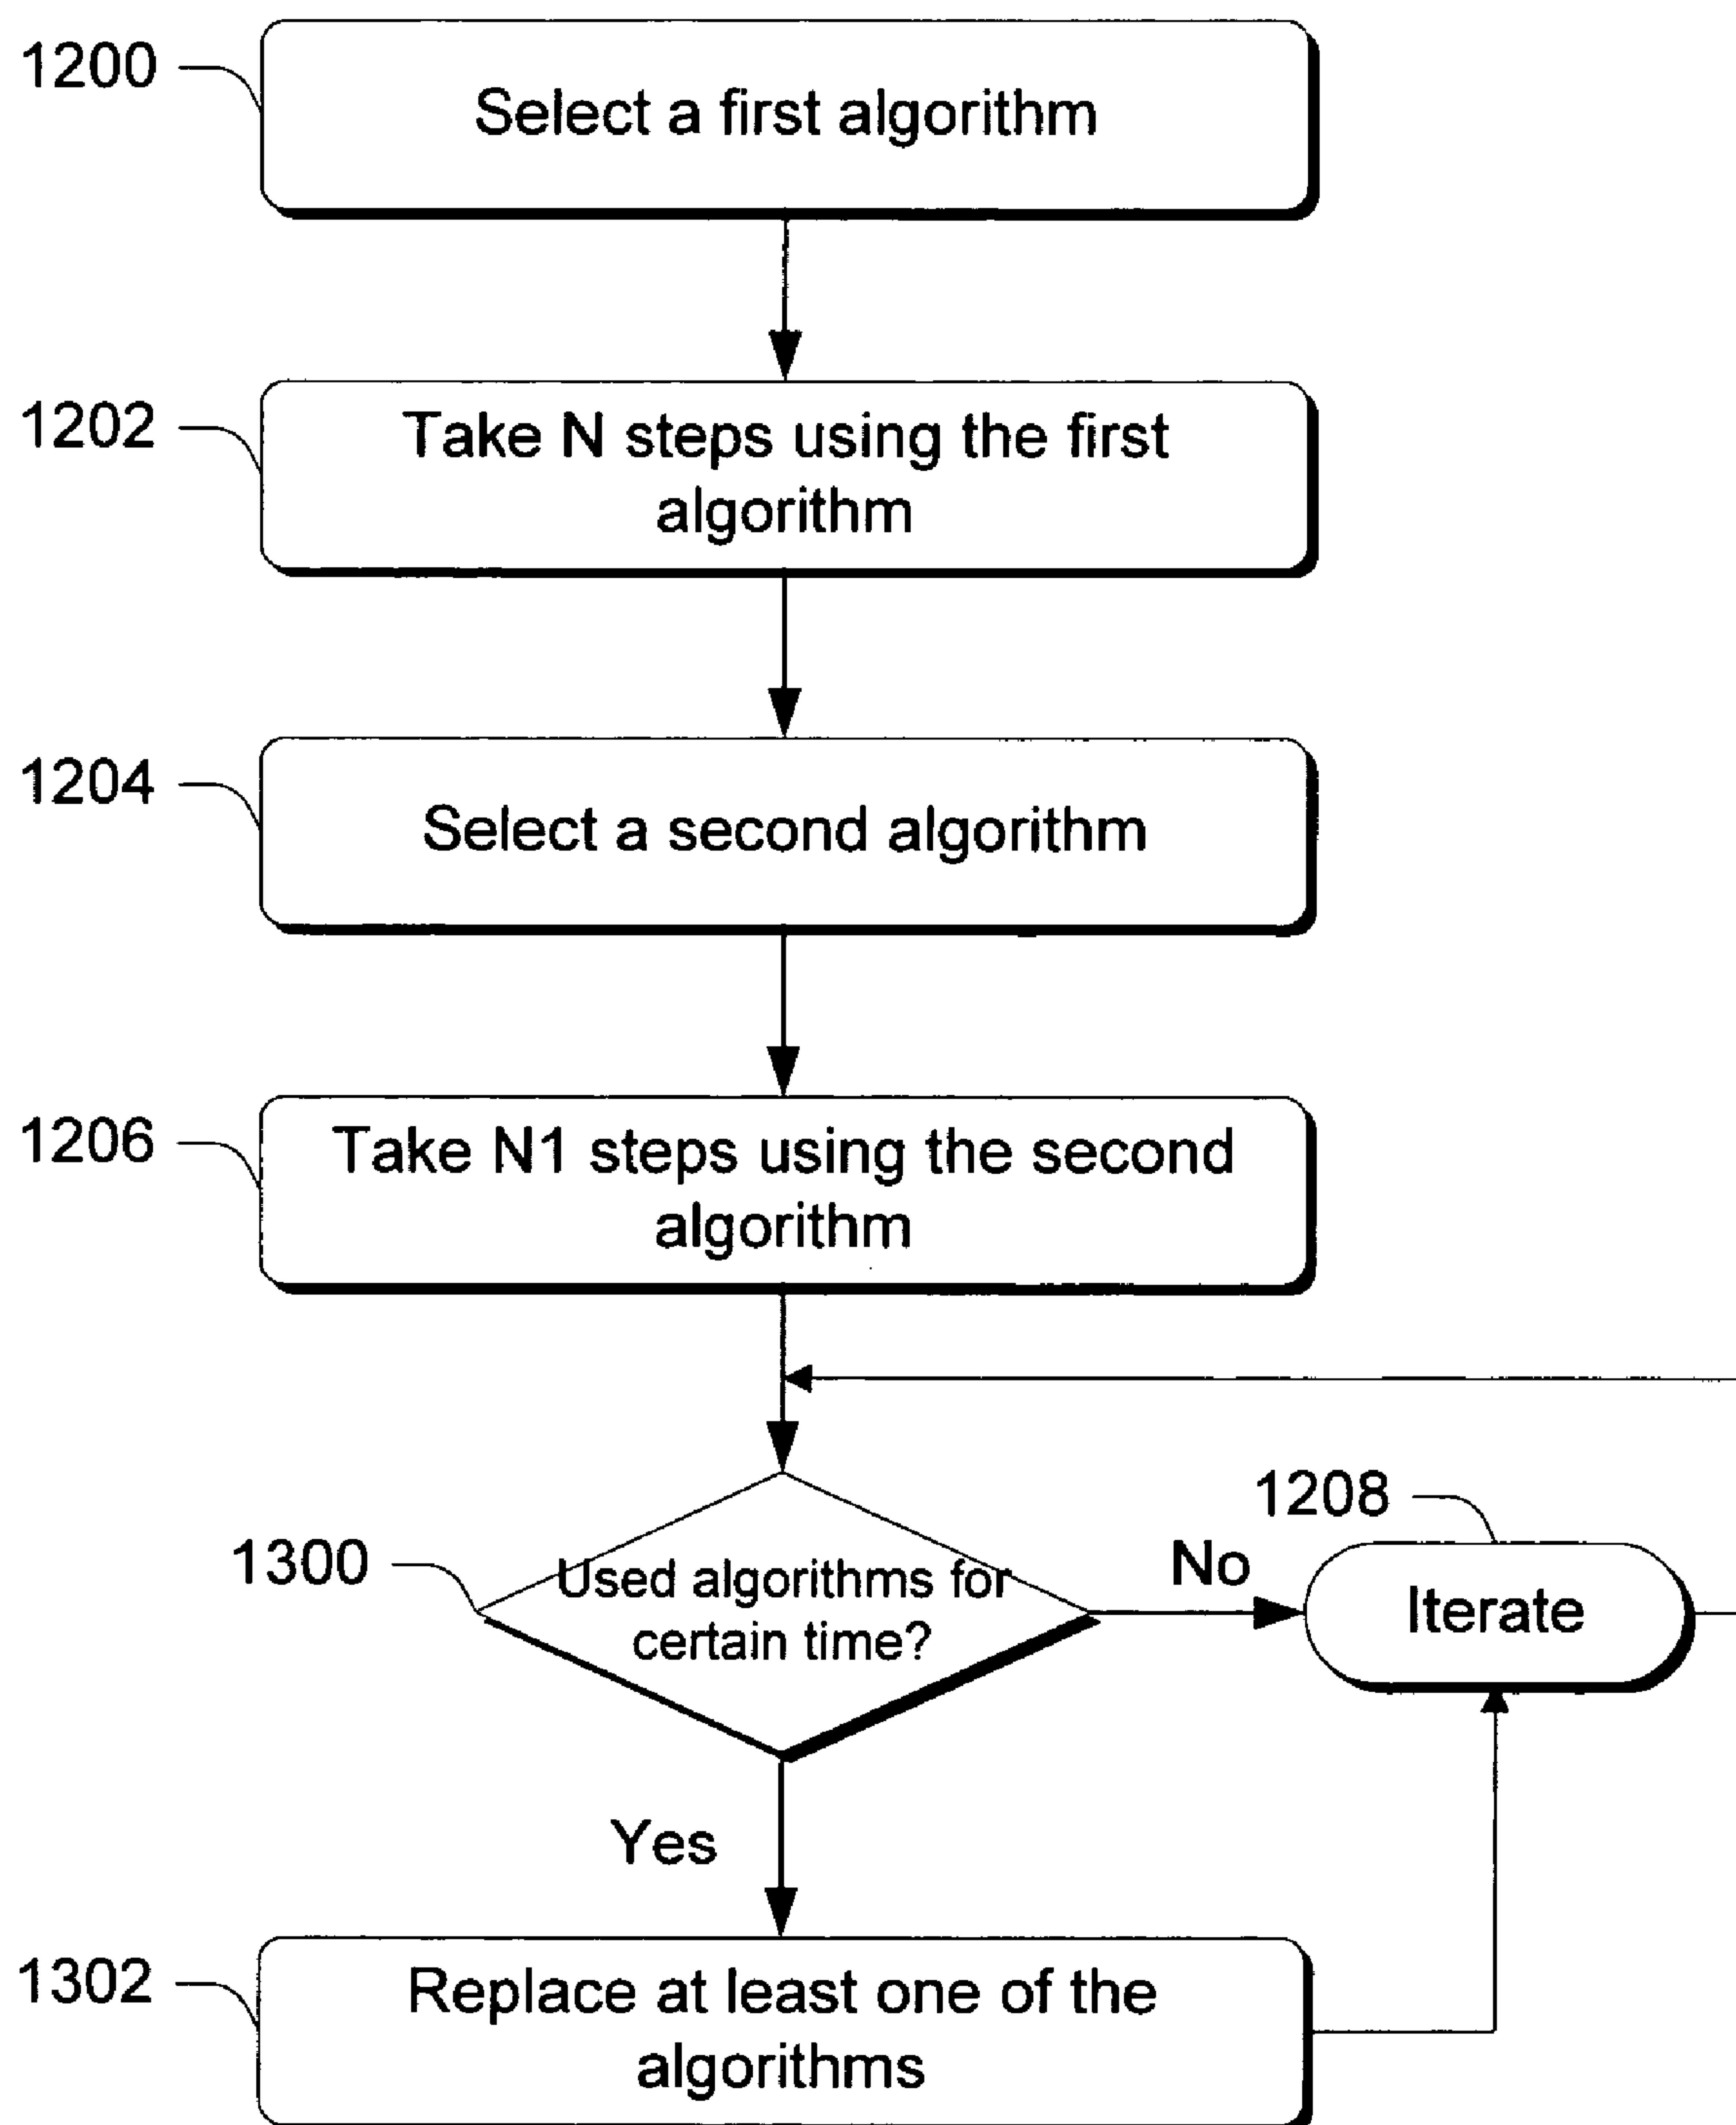 1200
Select a first algorithm
1202
Take N steps using the first
algorithm
1204
Select a second algorithm
1206
Take N1 steps using the second
algorithm
1208
1300
Used algorithms for
certain time?
No
Iterate
Yes
1302
Replace at least one of the
algorithms